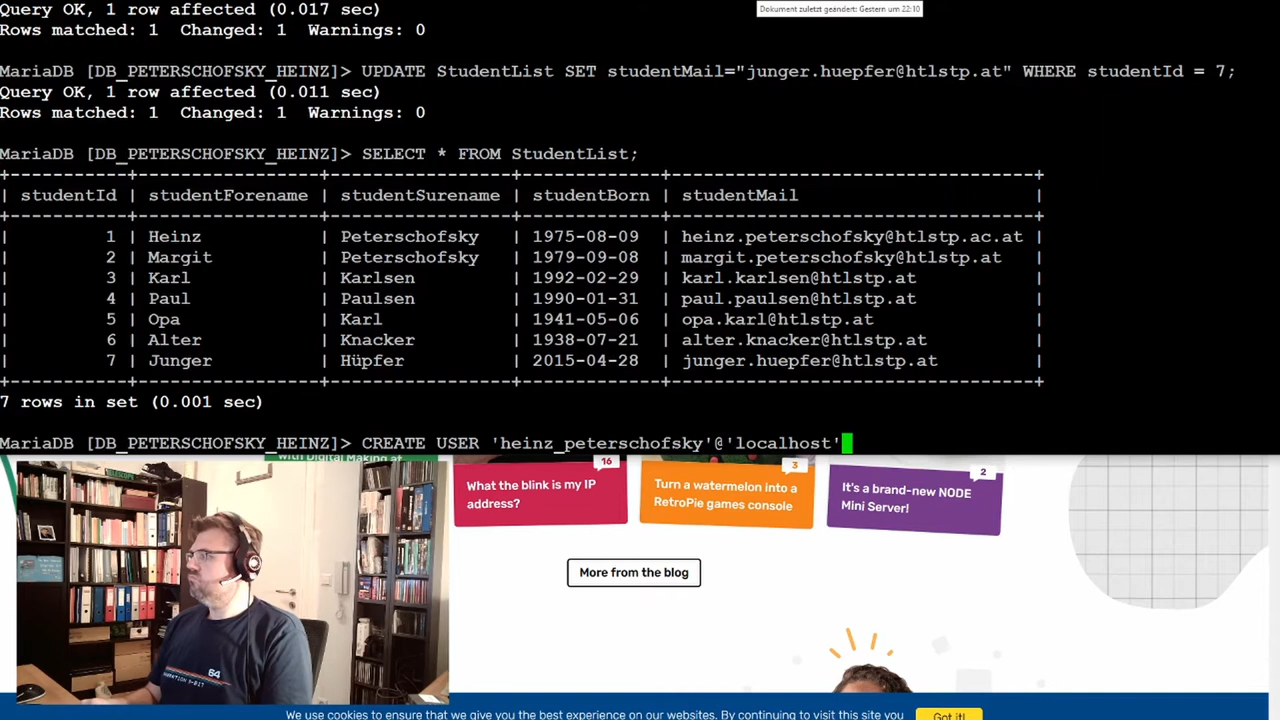 Query OK, 1 row affected (0.017 sec)
Dokument zuletzt geändert: Gestern um 22:10
Rows matched: 1  Changed: 1  Warnings: 0
MariaDB [DB_PETERSCHOFSKY_HEINZ]> UPDATE StudentList SET studentMail="junger.huepfer@htlstp.at" WHERE studentId = 7;
Query OK, 1 row affected (0.011 sec)
Rows matched: 1  Changed: 1  Warnings: 0
MariaDB [DB_PETERSCHOFSKY_HEINZ]> SELECT * FROM StudentList;
| studentId | studentForename | studentSurename | studentBorn | studentMail |
| 1 | Heinz | Peterschofsky | 1975-08-09 | heinz.peterschofsky@htlstp.ac.at |
| 2 | Margit | Peterschofsky | 1979-09-08 | margit.peterschofsky@htlstp.at |
| 3 | Karl | Karlsen | 1992-02-29 | karl.karlsen@htlstp.at |
| 4 | Paul | Paulsen | 1990-01-31 | paul.paulsen@htlstp.at |
| 5 | Opa | Karl | 1941-05-06 | opa.karl@htlstp.at |
| 6 | Alter | Knacker | 1938-07-21 | alter.knacker@htlstp.at |
| 7 | Junger | Hüpfer | 2015-04-28 | junger.huepfer@htlstp.at |
7 rows in set (0.001 sec)
MariaDB [DB_PETERSCHOFSKY_HEINZ]> CREATE USER 'heinz_peterschofsky'@'localhost'
with Digital Making at
16
What the blink is my IP
address?
3
Turn a watermelon into a
RetroPie games console
2
It's a brand-new NODE
Mini Server!
More from the blog
64
We use cookies to ensure that we give you the best experience on our websites. By continuing to visit this site you
Got it!